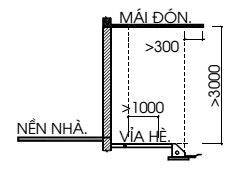 MÁI ĐÓN.
>300
>3000
>1000
NỀN NHÀ.
VỈA HÈ.